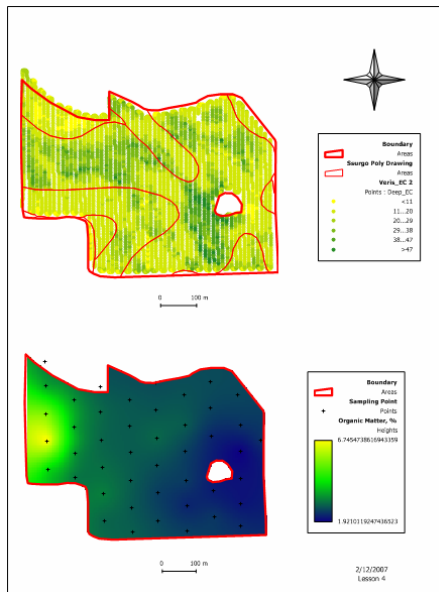 Boundary
Areas
Ssurgo Poly Drawing
Areas
Veris_EC 2
Points : Deep_EC
<11
11...20
20...29
29...38
38...47
>47
0 100 m
Boundary
Areas
Sampling Point
Points
Organic Matter, %
Heights
6.7454738616943359
1.9210119247436523
0 100 m
2/12/2007
Lesson 4